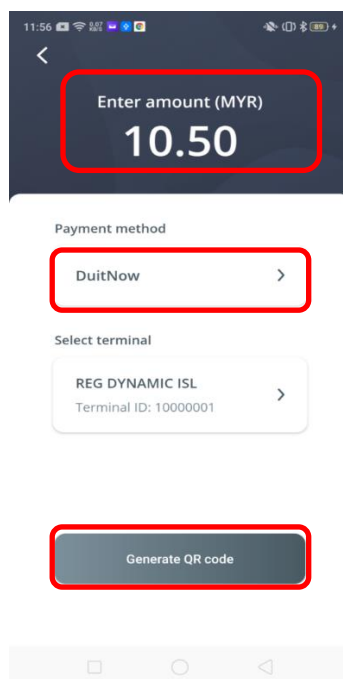 11:56
Enter amount (MYR)
10.50
Payment method
DuitNow
Select terminal
REG DYNAMIC ISL
Terminal ID: 10000001
Generate QR code